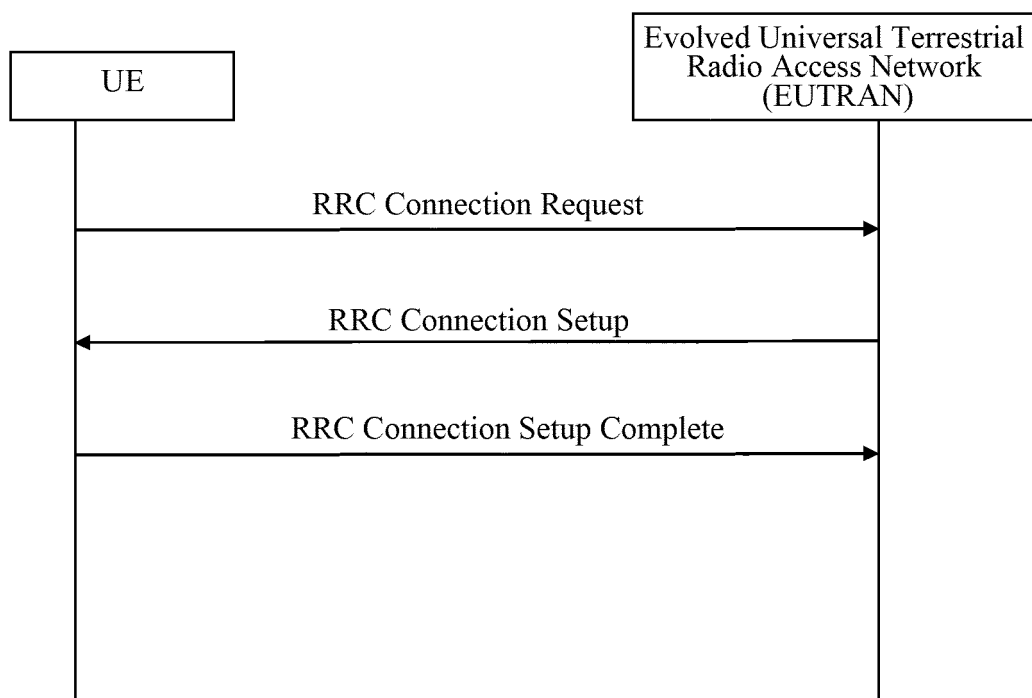 UE
Evolved Universal Terrestrial
Radio Access Network
(EUTRAN)
RRC Connection Request
RRC Connection Setup
RRC Connection Setup Complete